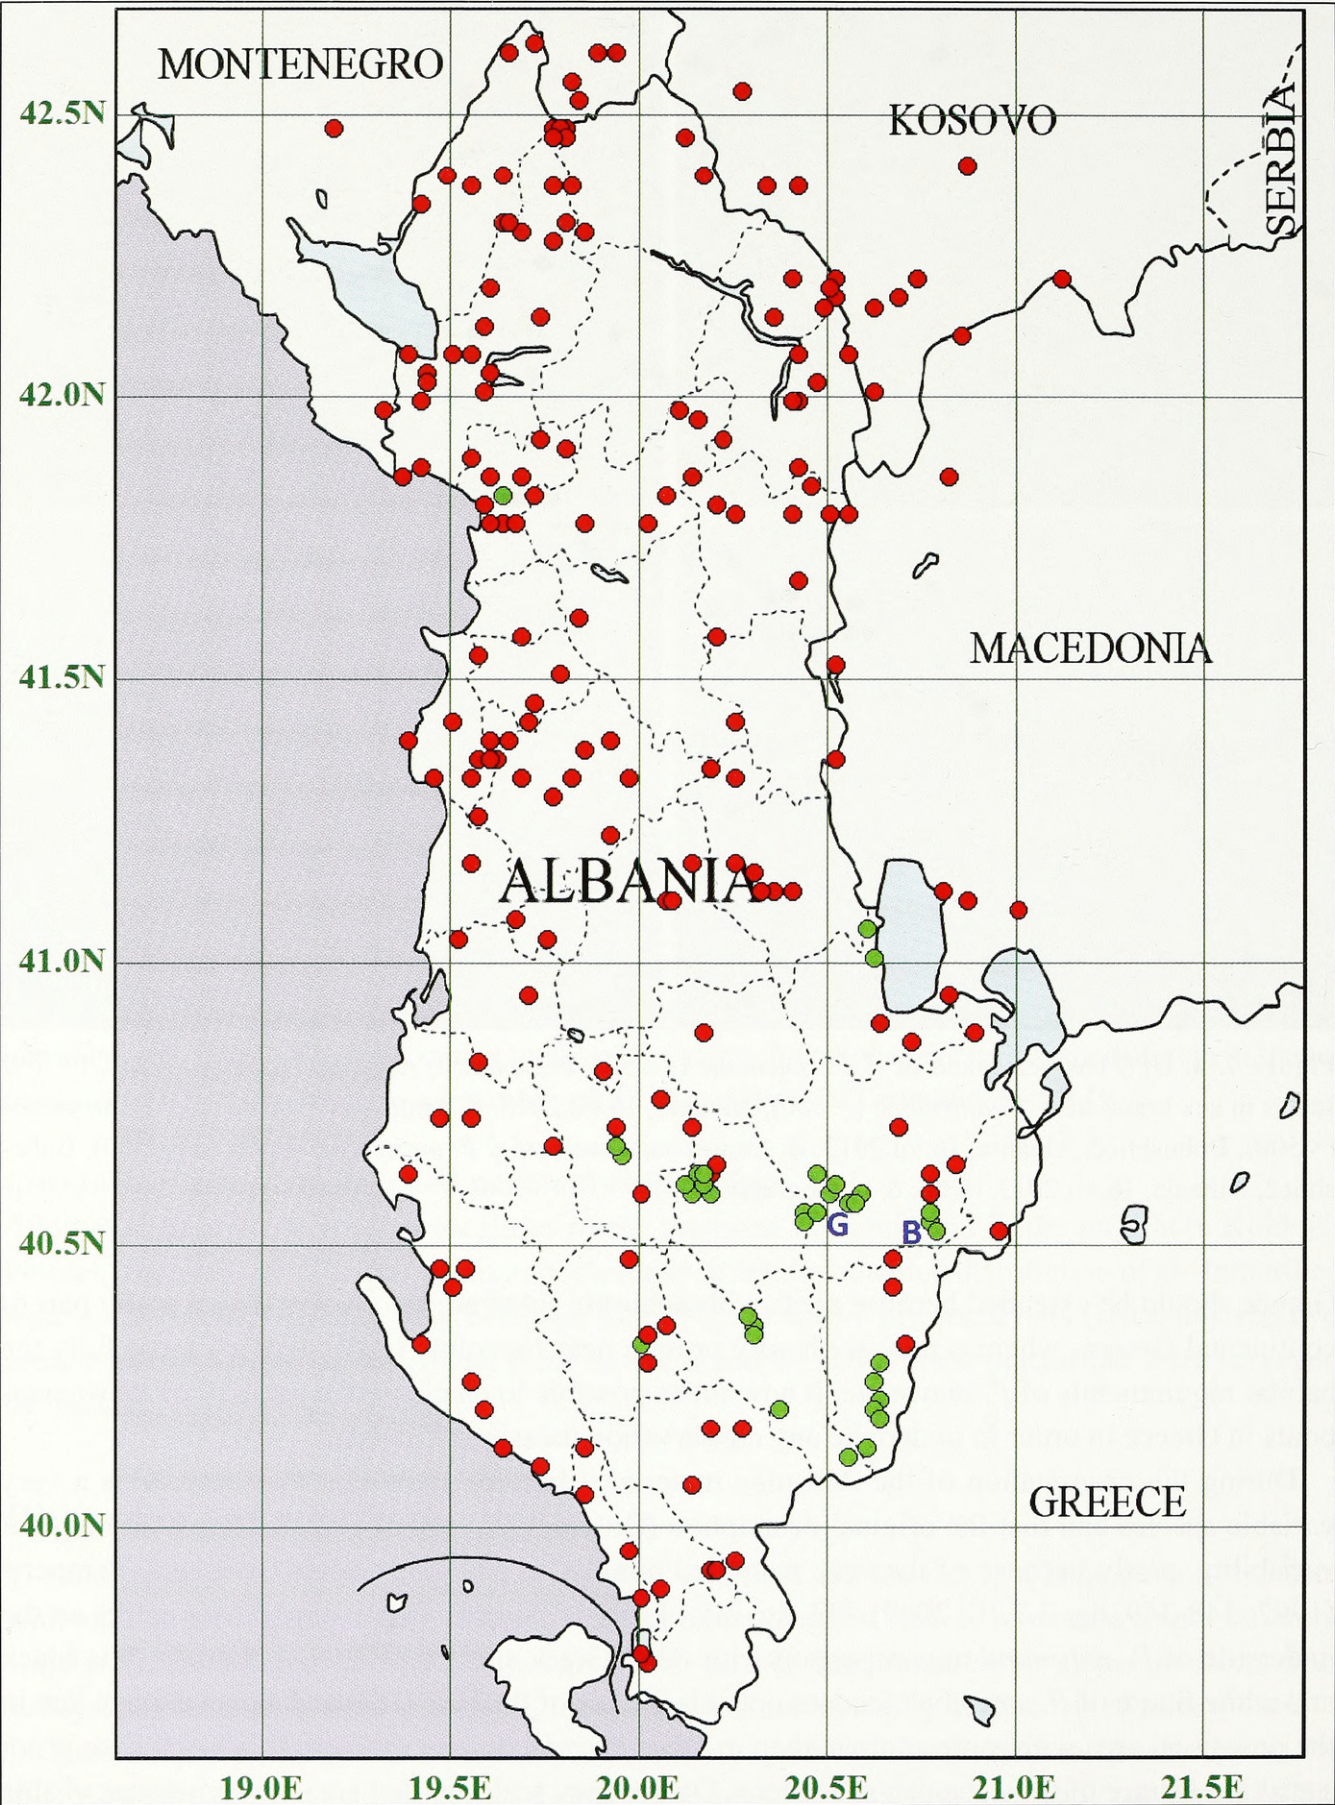 MONTENEGRO
42.5N
KOSOVO
SERBIA
42.0N
MACEDONIA
41.5N
ALBANIA
41.0N
G
B
40.5N
GREECE
40.0N
19.0E 19.5E 20.0E 20.5E 21.0E 21.5E